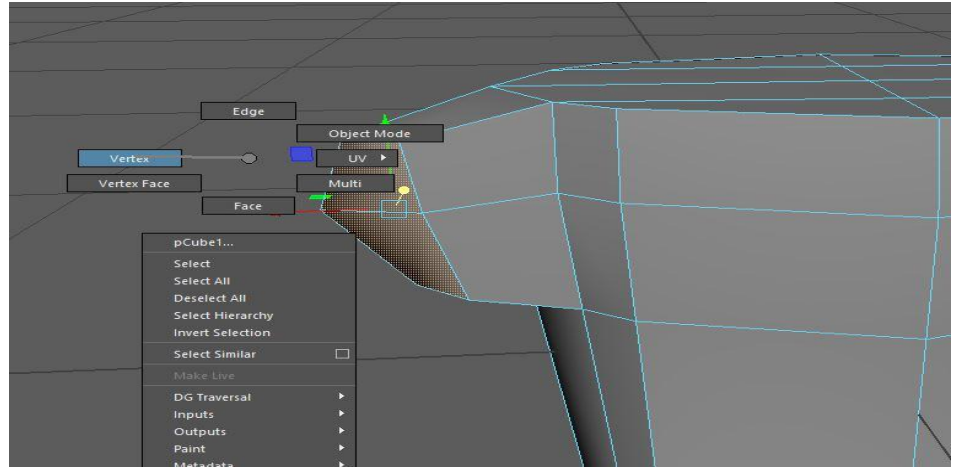 Edge
Object Mode
Vertex
UV
Vertex Face
Multi
Face
pCube1...
Select
Select All
Deselect All
Select Hierarchy
Invert Selection
Select Similar
Make Live
DG Traversal
Inputs
Outputs
Paint
Metadata